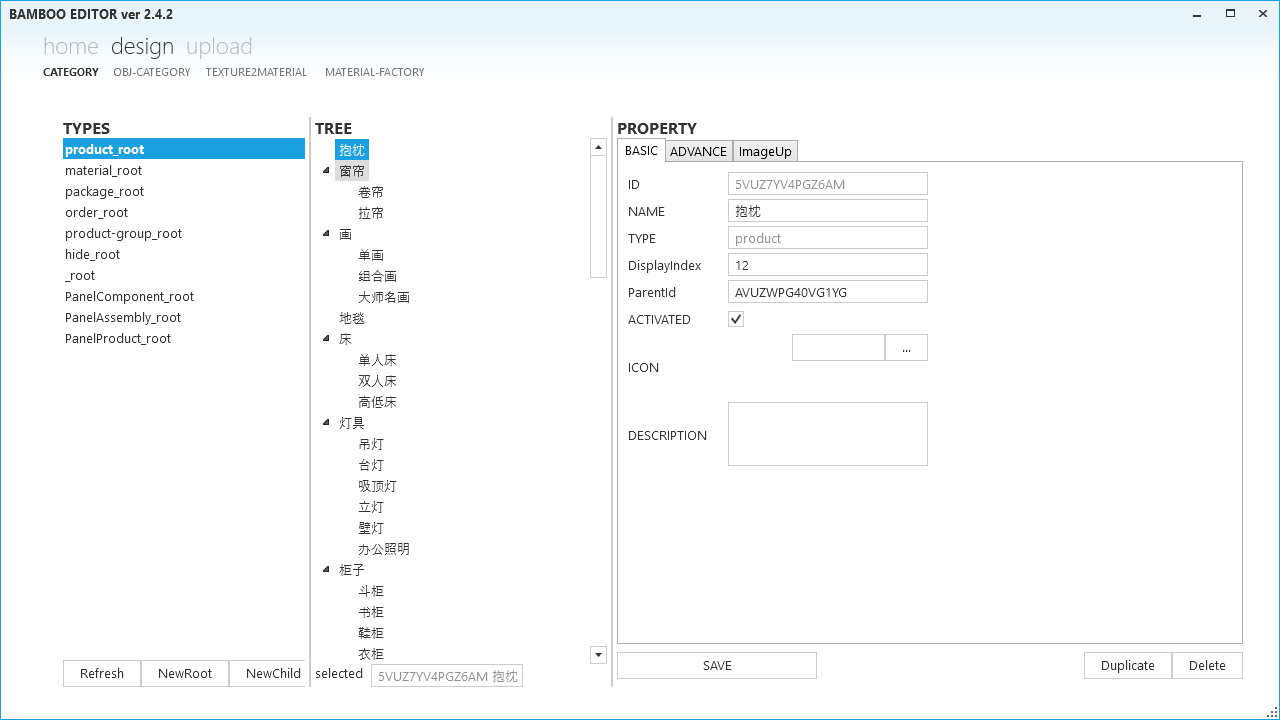 BAMBOO EDITOR ver 2.4.2
home design upload
CATEGORY OBJ-CATEGORY TEXTURE2MATERIAL MATERIAL-FACTORY
TYPES
product_root
material_root
package_root
order_root
product-group_root
hide_root
_root
PanelComponent_root
PanelAssembly_root
PanelProduct_root
Refresh NewRoot NewChild
TREE
抱枕
窗帘
卷帘
拉帘
画
单画
组合画
大师名画
地毯
床
单人床
双人床
高低床
灯具
吊灯
台灯
吸顶灯
立灯
壁灯
办公照明
柜子
斗柜
书柜
鞋柜
衣柜
selected 5VUZ7YV4PGZ6AM 抱枕
PROPERTY
BASIC ADVANCE ImageUp
ID 5VUZ7YV4PGZ6AM
NAME 抱枕
TYPE product
DisplayIndex 12
ParentId AVUZWPG40VG1YG
ACTIVATED
...
ICON
DESCRIPTION
SAVE Duplicate Delete